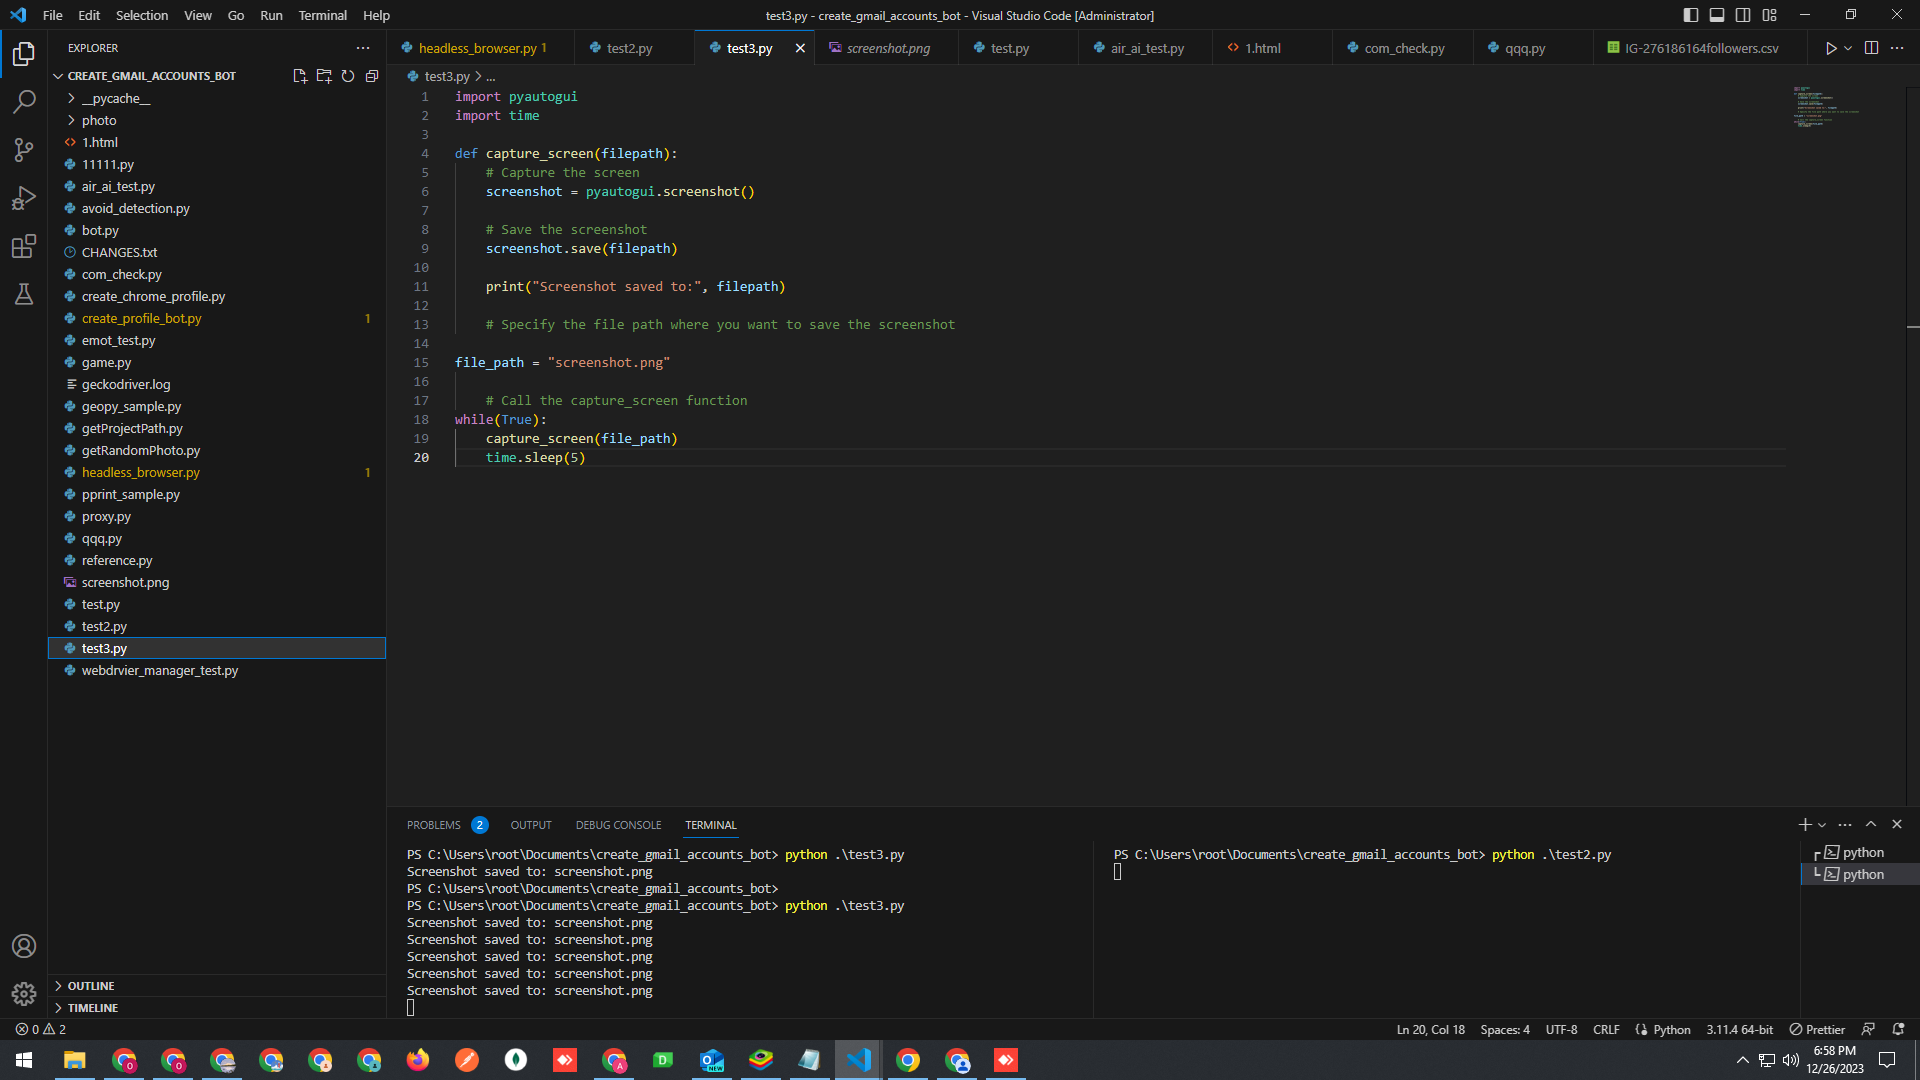 File Edit Selection View Go Run Terminal Help
test3.py - create_gmail_accounts_bot - Visual Studio Code [Administrator]
EXPLORER
CREATE_GMAIL_ACCOUNTS_BOT
__pycache__
photo
1.html
11111.py
air_ai_test.py
avoid_detection.py
bot.py
CHANGES.txt
com_check.py
create_chrome_profile.py
create_profile_bot.py 1
emot_test.py
game.py
geckodriver.log
geopy_sample.py
getProjectPath.py
getRandomPhoto.py
headless_browser.py 1
pprint_sample.py
proxy.py
qqq.py
reference.py
screenshot.png
test.py
test2.py
test3.py
webdrvier_manager_test.py
OUTLINE
TIMELINE
headless_browser.py 1 test2.py test3.py screenshot.png test.py air_ai_test.py 1.html com_check.py qqq.py IG-276186164followers.csv
test3.py > ...
1 import pyautogui
2 import time
3
4 def capture_screen(filepath):
5 # Capture the screen
6 screenshot = pyautogui.screenshot()
7
8 # Save the screenshot
9 screenshot.save(filepath)
10
11 print("Screenshot saved to:", filepath)
12
13 # Specify the file path where you want to save the screenshot
14
15 file_path = "screenshot.png"
16
17 # Call the capture_screen function
18 while(True):
19 capture_screen(file_path)
20 time.sleep(5)
PROBLEMS 2 OUTPUT DEBUG CONSOLE TERMINAL
PS C:\Users\root\Documents\create_gmail_accounts_bot> python .\test3.py
Screenshot saved to: screenshot.png
PS C:\Users\root\Documents\create_gmail_accounts_bot>
PS C:\Users\root\Documents\create_gmail_accounts_bot> python .\test3.py
Screenshot saved to: screenshot.png
Screenshot saved to: screenshot.png
Screenshot saved to: screenshot.png
Screenshot saved to: screenshot.png
Screenshot saved to: screenshot.png
PS C:\Users\root\Documents\create_gmail_accounts_bot> python .\test2.py
python
python
0 2
Ln 20, Col 18 Spaces: 4 UTF-8 CRLF Python 3.11.4 64-bit Prettier
6:58 PM
12/26/2023